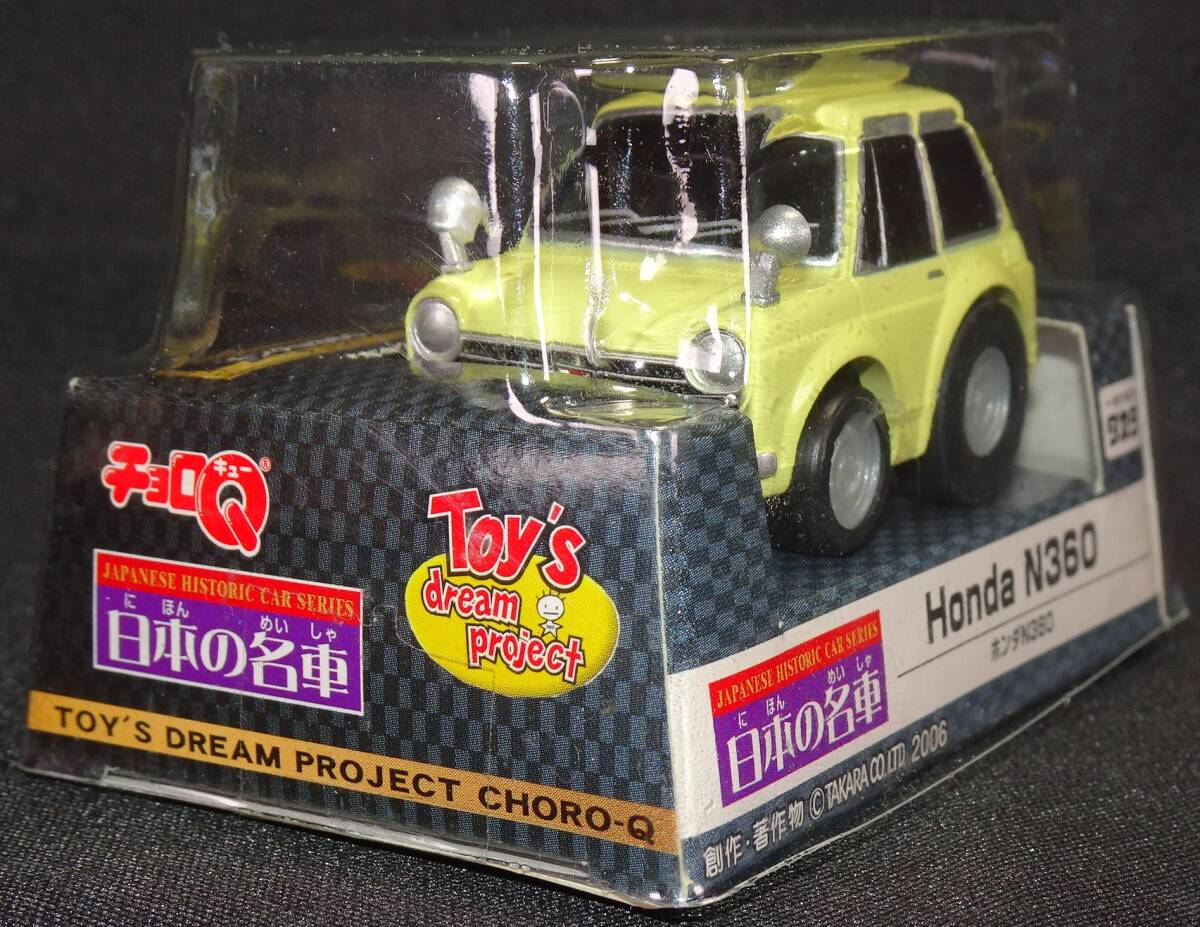 チョロQ®
キュー
JAPANESE HISTORIC CAR SERIES
に ほん めい しゃ
日本の名車
Toy's
dream
project
TOY'S DREAM PROJECT CHORO-Q
Honda N360
ホンダN360
JAPANESE HISTORIC CAR SERIES
に ほん めい しゃ
日本の名車
創作・著作物 ©TAKARA CO.LTD 2006